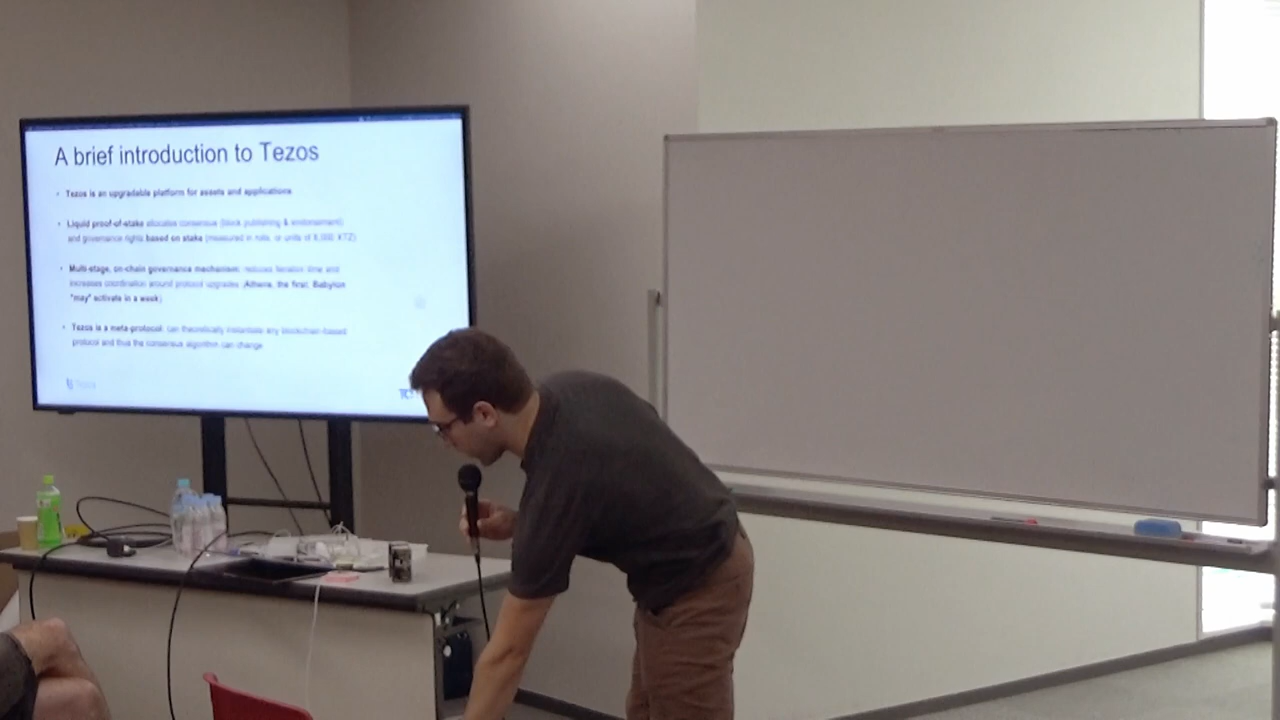 A brief introduction to Tezos
Tezos is an upgradable platform for assets and applications
Liquid proof-of-stake allocates consensus (block publishing & endorsement)
and governance rights based on stake (measured in rolls, or units of 8,000 XTZ)
Multi-stage, on-chain governance mechanism: reduces iteration time and
increases coordination around protocol upgrades (Athens, the first; Babylon
"may" activate in a week)
Tezos is a meta-protocol: can theoretically instantiate any blockchain-based
protocol and thus the consensus algorithm can change